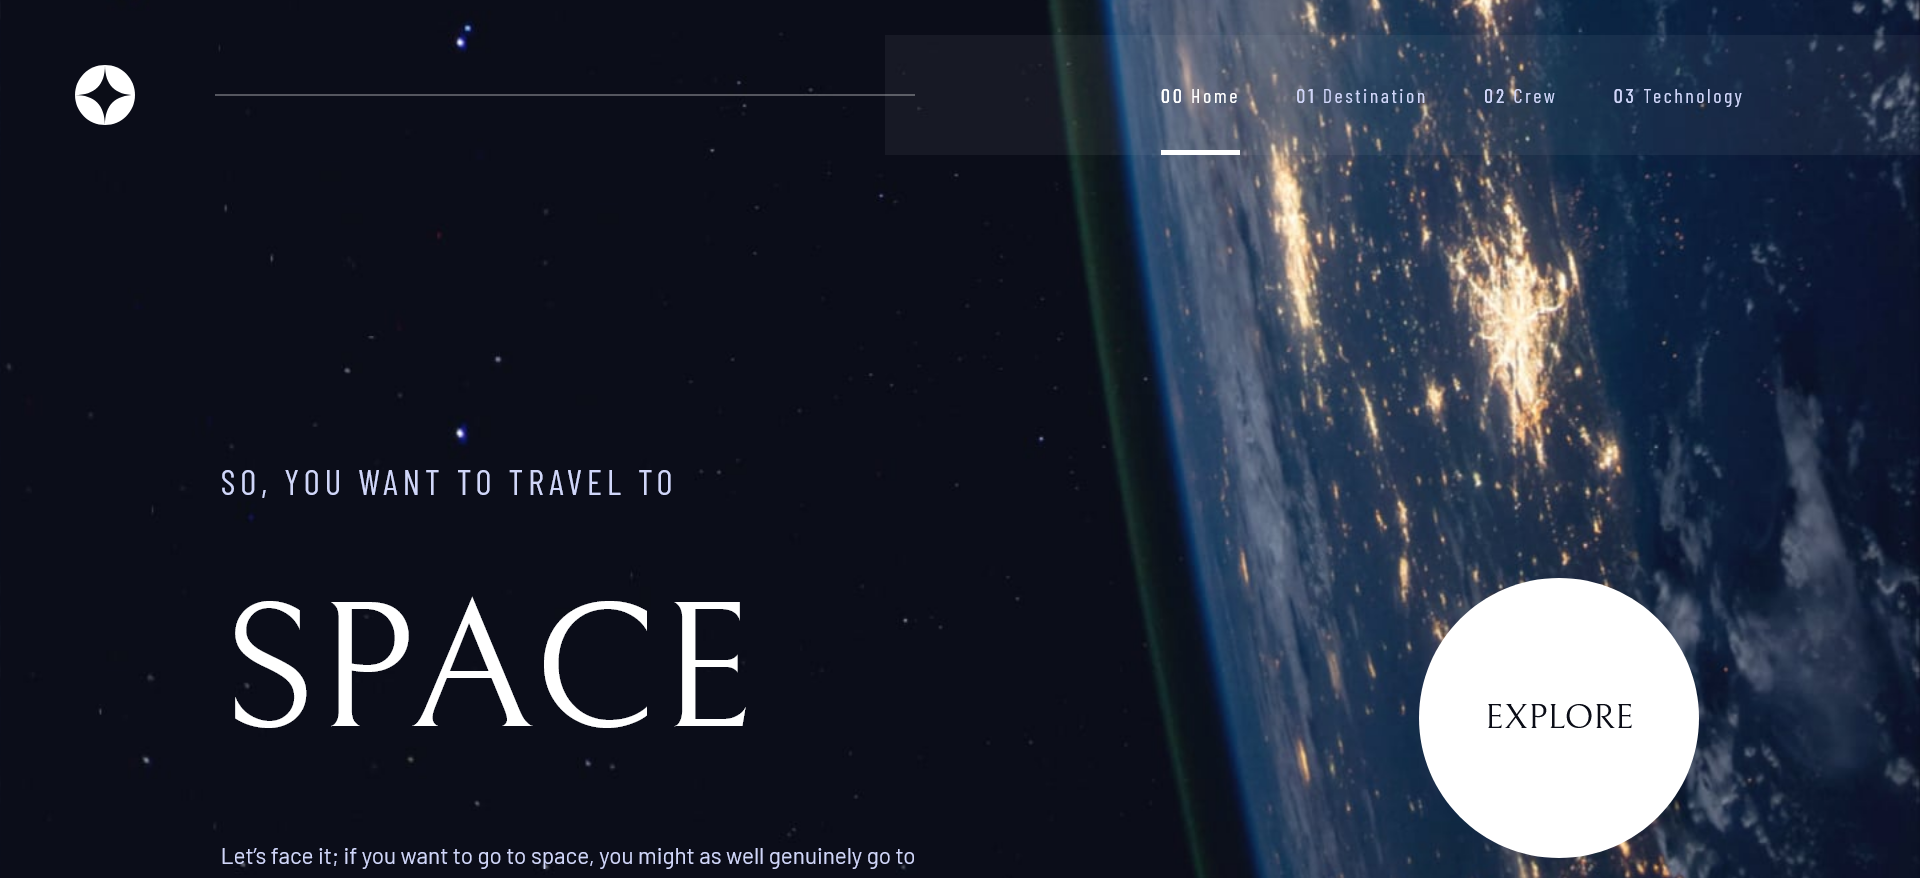 00 Home 01 Destination 02 Crew 03 Technology
SO, YOU WANT TO TRAVEL TO
SPACE
EXPLORE
Let’s face it; if you want to go to space, you might as well genuinely go to